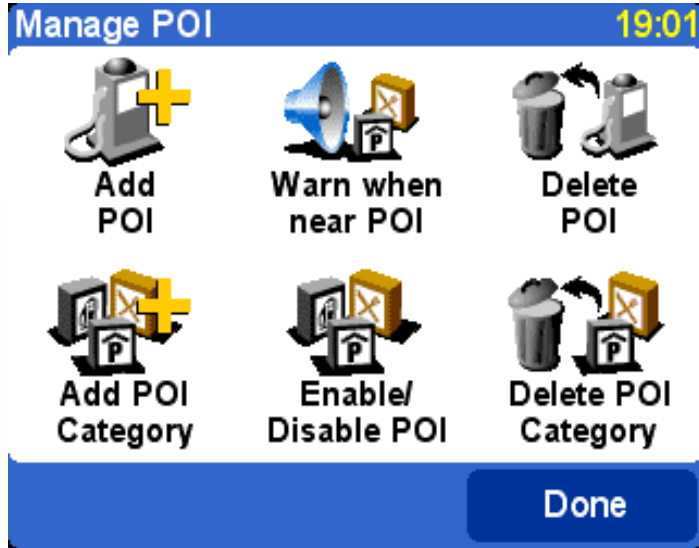 Manage POI 19:01
Add Warn when Delete
POI near POI POI
Add POI Enable/ Delete POI
Category Disable POI Category
Done